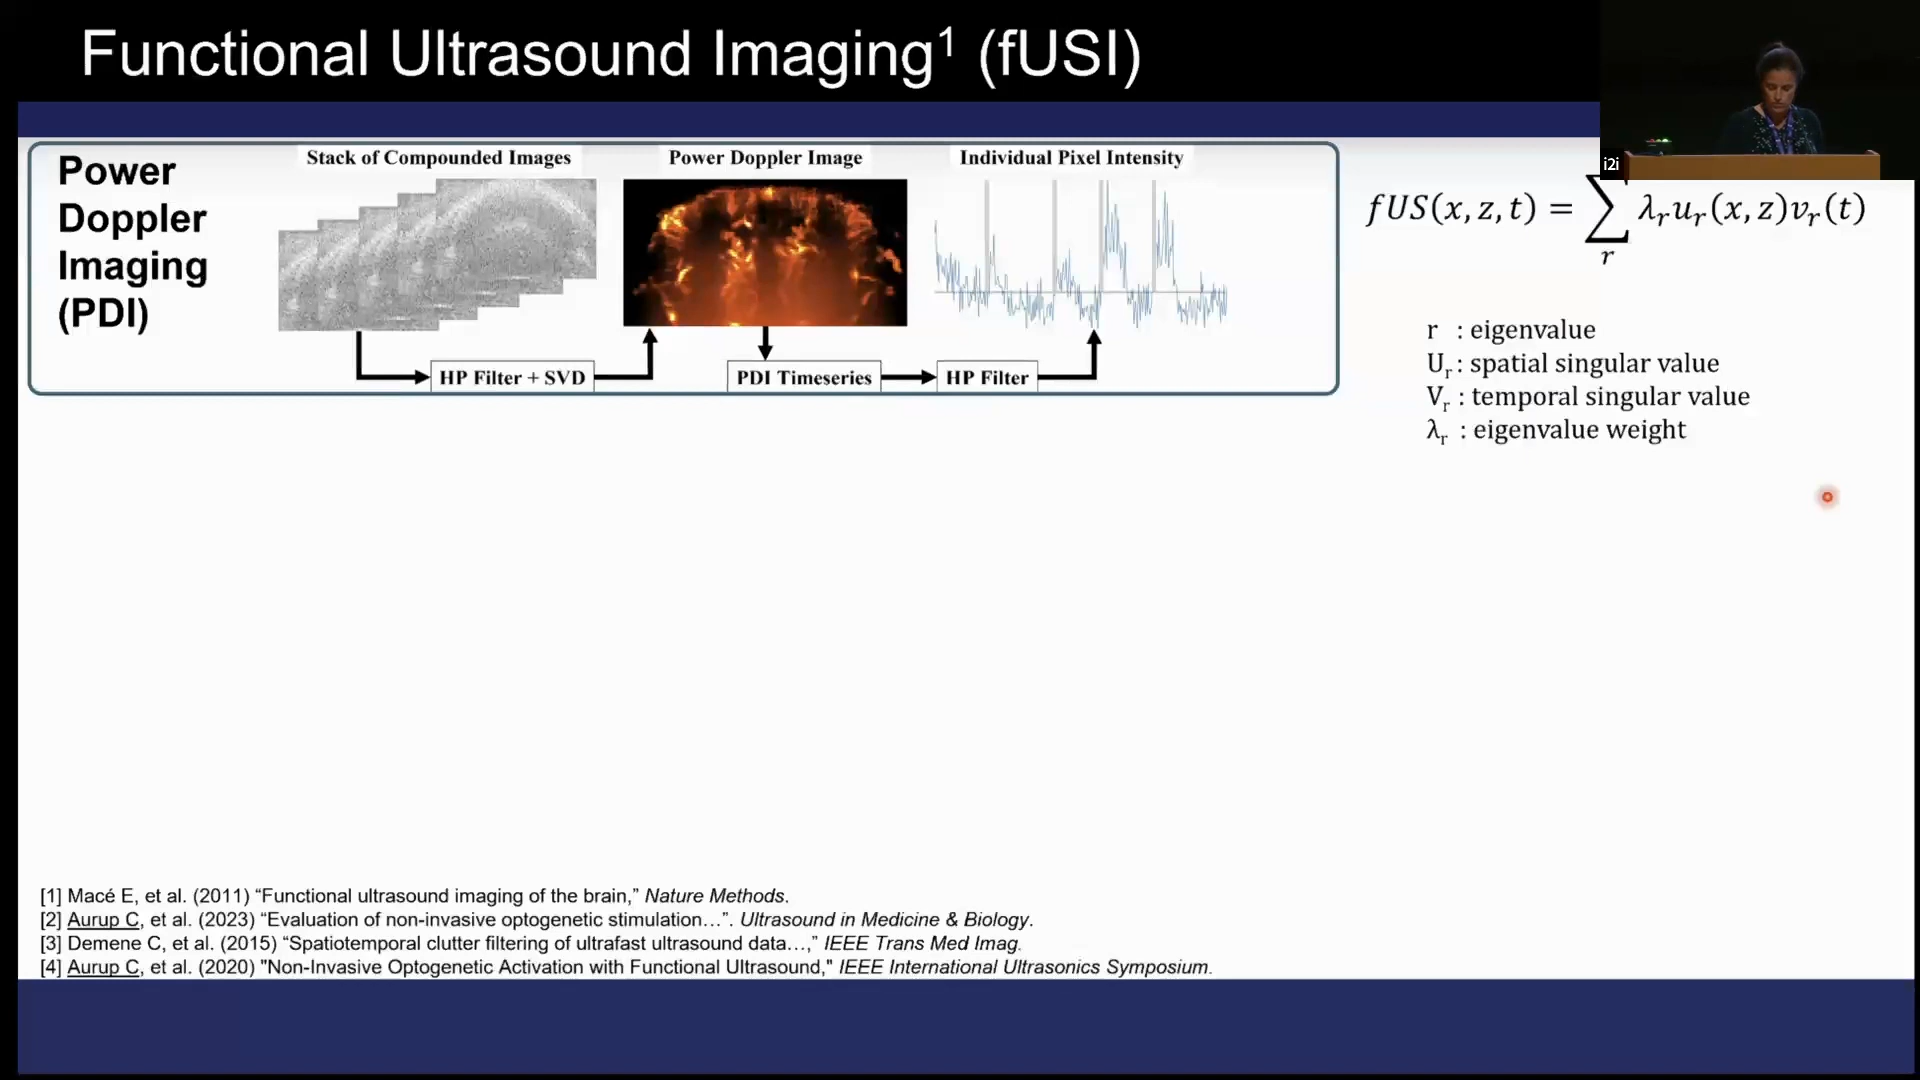 Functional Ultrasound Imaging¹ (fUSI)
i2i
Power
Doppler
Imaging
(PDI)
Stack of Compounded Images
Power Doppler Image
Individual Pixel Intensity
HP Filter + SVD
PDI Timeseries
HP Filter
fUS(x, z, t) = ∑ᵣ λᵣuᵣ(x, z)vᵣ(t)
r : eigenvalue
Uᵣ : spatial singular value
Vᵣ : temporal singular value
λᵣ : eigenvalue weight
[1] Macé E, et al. (2011) “Functional ultrasound imaging of the brain,” Nature Methods.
[2] Aurup C, et al. (2023) “Evaluation of non-invasive optogenetic stimulation…”. Ultrasound in Medicine & Biology.
[3] Demene C, et al. (2015) “Spatiotemporal clutter filtering of ultrafast ultrasound data…,” IEEE Trans Med Imag.
[4] Aurup C, et al. (2020) "Non-Invasive Optogenetic Activation with Functional Ultrasound," IEEE International Ultrasonics Symposium.